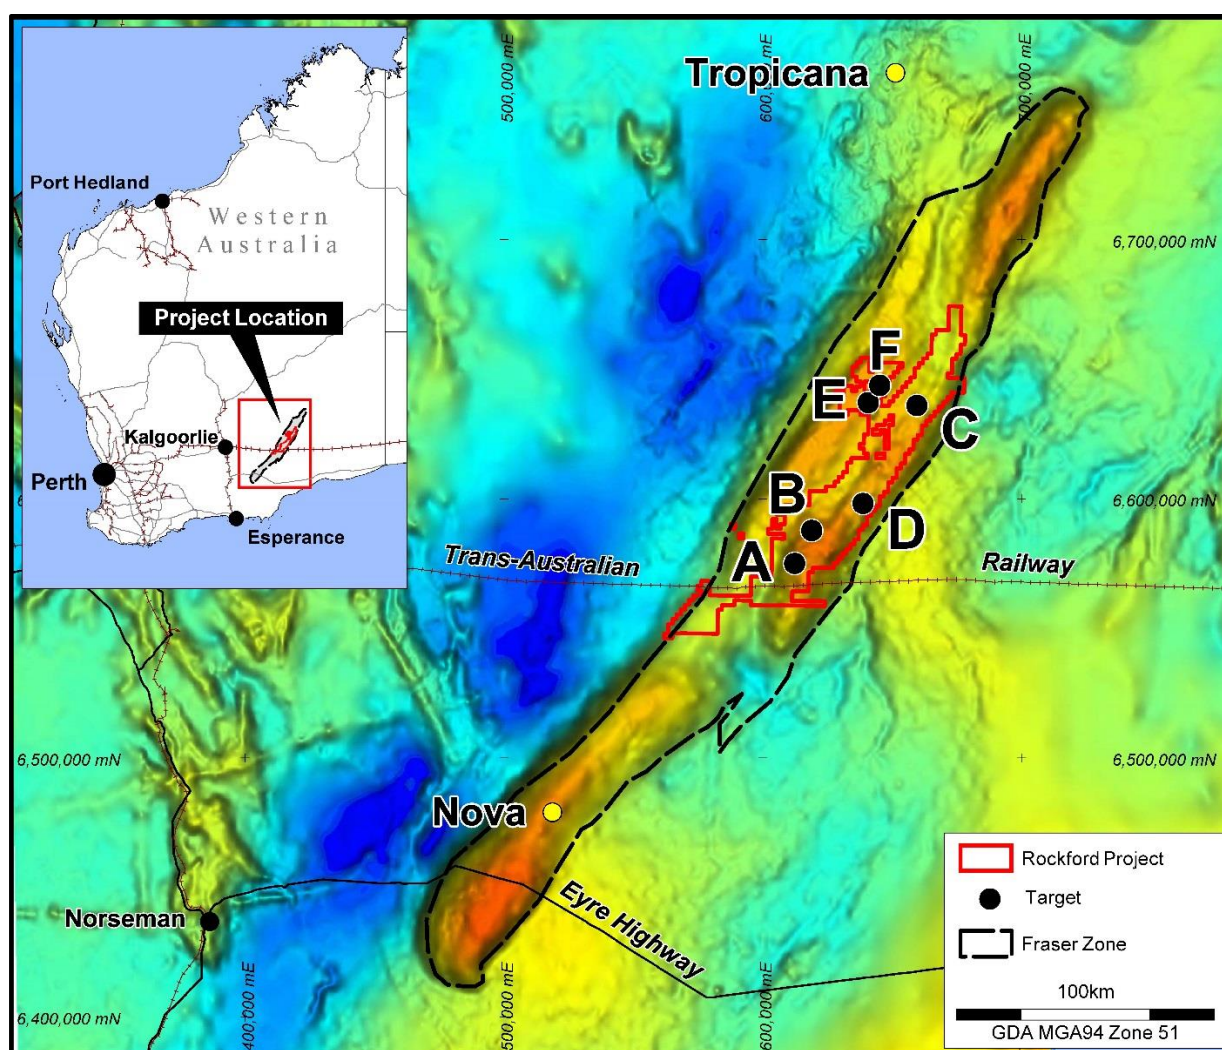 Port Hedland
Western
Australia
Project Location
Kalgoorlie
Perth
Esperance
500,000 mE
600,000 mE
700,000 mE
Tropicana
6,700,000 mN
F
E
C
B
6,600,000 mN
D
A
Trans-Australian
Railway
6,500,000 mN
6,500,000 mN
Nova
Norseman
Eyre Highway
400,000 mE
500,000 mE
600,000 mE
6,400,000 mN
Rockford Project
Target
Fraser Zone
100km
GDA MGA94 Zone 51